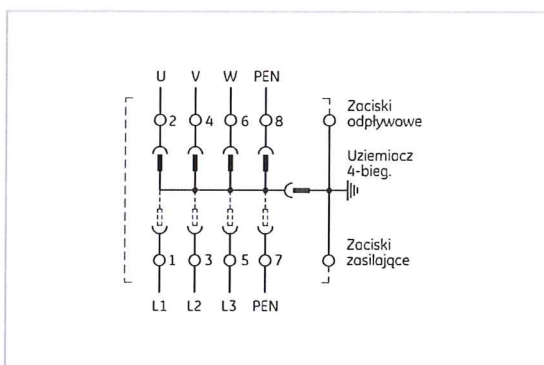 U V W PEN
2 4 6 8
Zaciski
odpływowe
Uziemiacz
4-bieg.
1 3 5 7
Zaciski
zasilające
L1 L2 L3 PEN